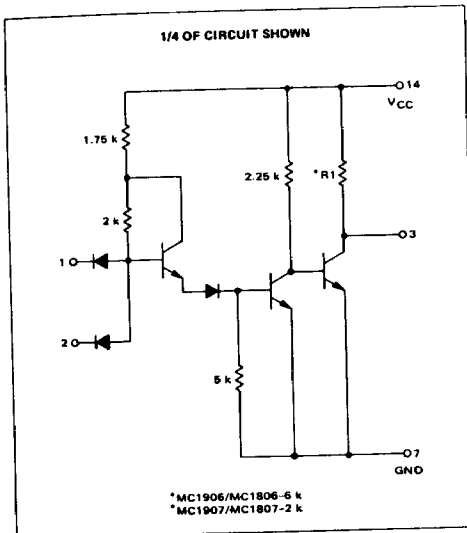 1/4 OF CIRCUIT SHOWN
14
VCC
1.75 k
2.25 k
*R1
2 k
3
1
2
5 k
7
GND
*MC1906/MC1806-6 k
*MC1907/MC1807-2 k